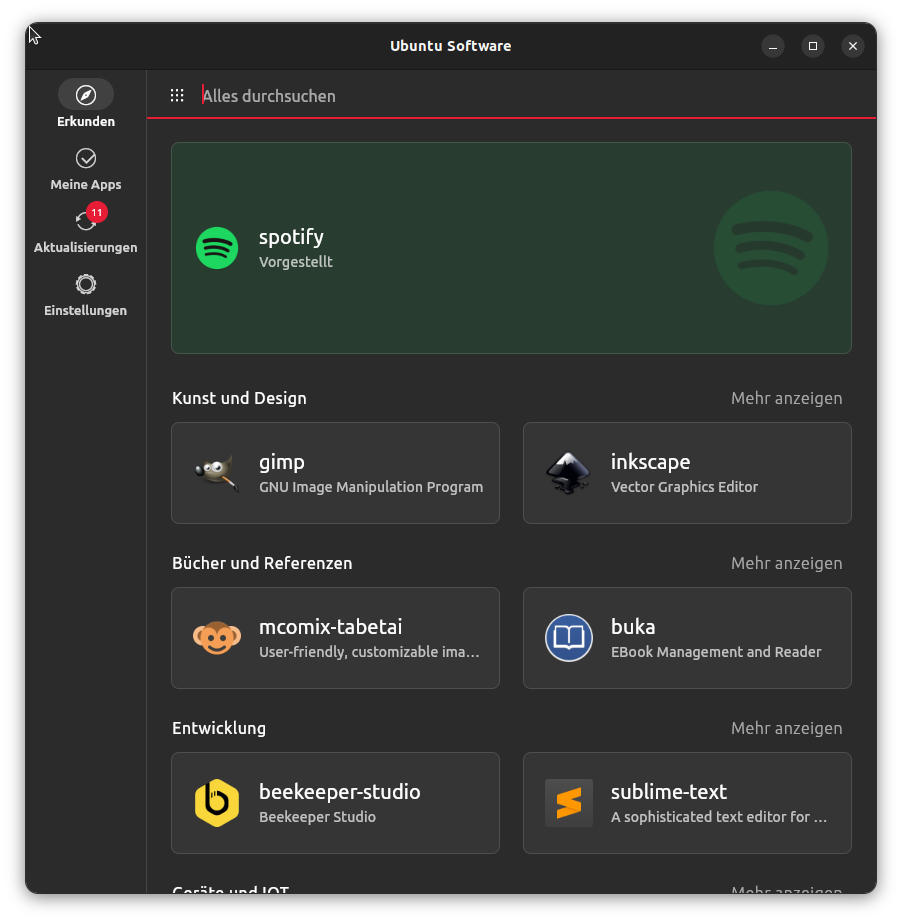 Ubuntu Software
Erkunden
Meine Apps
11
Aktualisierungen
Einstellungen
Alles durchsuchen
spotify
Vorgestellt
Kunst und Design
Mehr anzeigen
gimp
GNU Image Manipulation Program
inkscape
Vector Graphics Editor
Bücher und Referenzen
Mehr anzeigen
mcomix-tabetai
User-friendly, customizable ima…
buka
EBook Management and Reader
Entwicklung
Mehr anzeigen
beekeeper-studio
Beekeeper Studio
sublime-text
A sophisticated text editor for …
Geräte und IOT
Mehr anzeigen